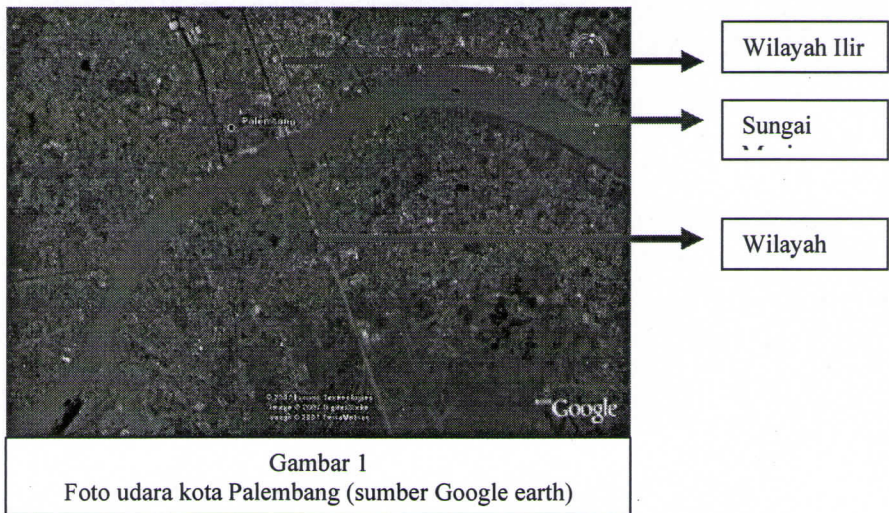 Wilayah Ilir
Palembang
Sungai
Wilayah
Google
Gambar 1
Foto udara kota Palembang (sumber Google earth)